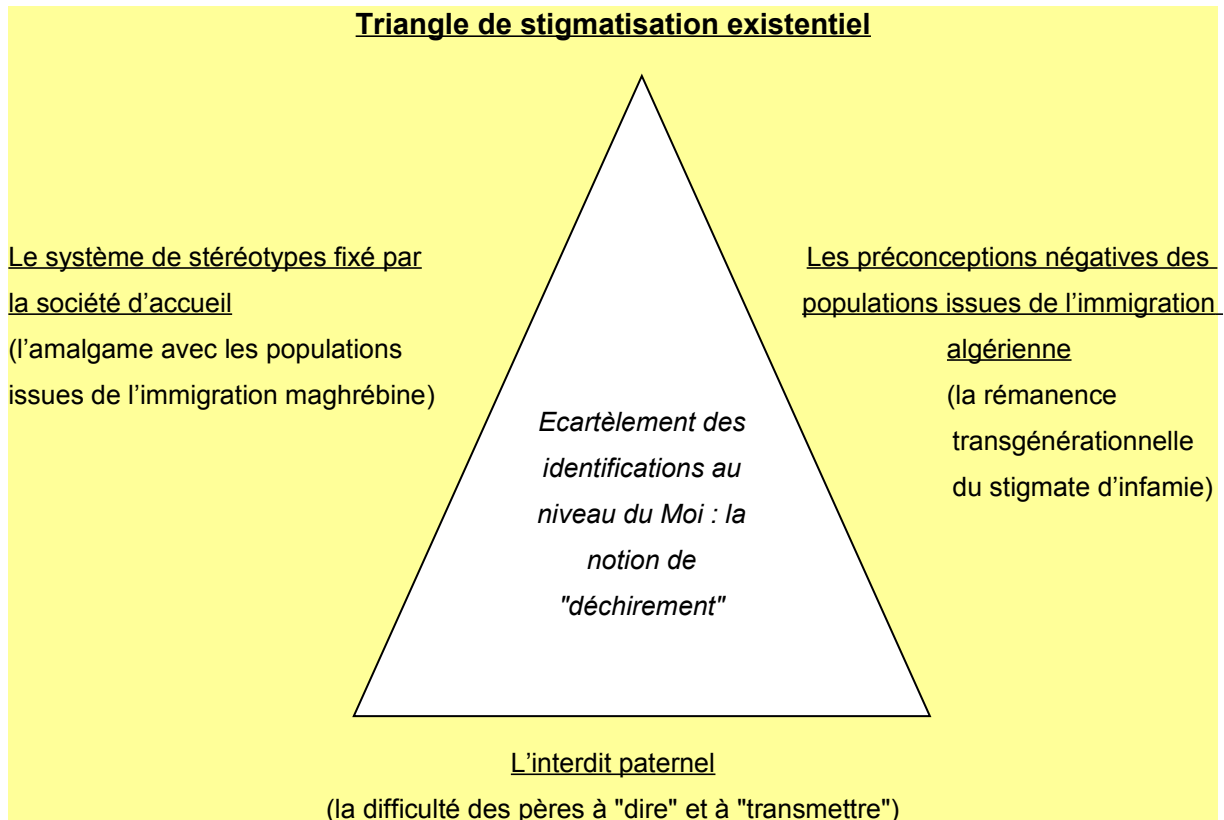 Triangle de stigmatisation existentiel
Le système de stéréotypes fixé par
la société d’accueil
(l’amalgame avec les populations
issues de l’immigration maghrébine)
Les préconceptions négatives des
populations issues de l’immigration
algérienne
(la rémanence
transgénérationnelle
du stigmate d’infamie)
Ecartèlement des
identifications au
niveau du Moi : la
notion de
"déchirement"
L’interdit paternel
(la difficulté des pères à "dire" et à "transmettre")